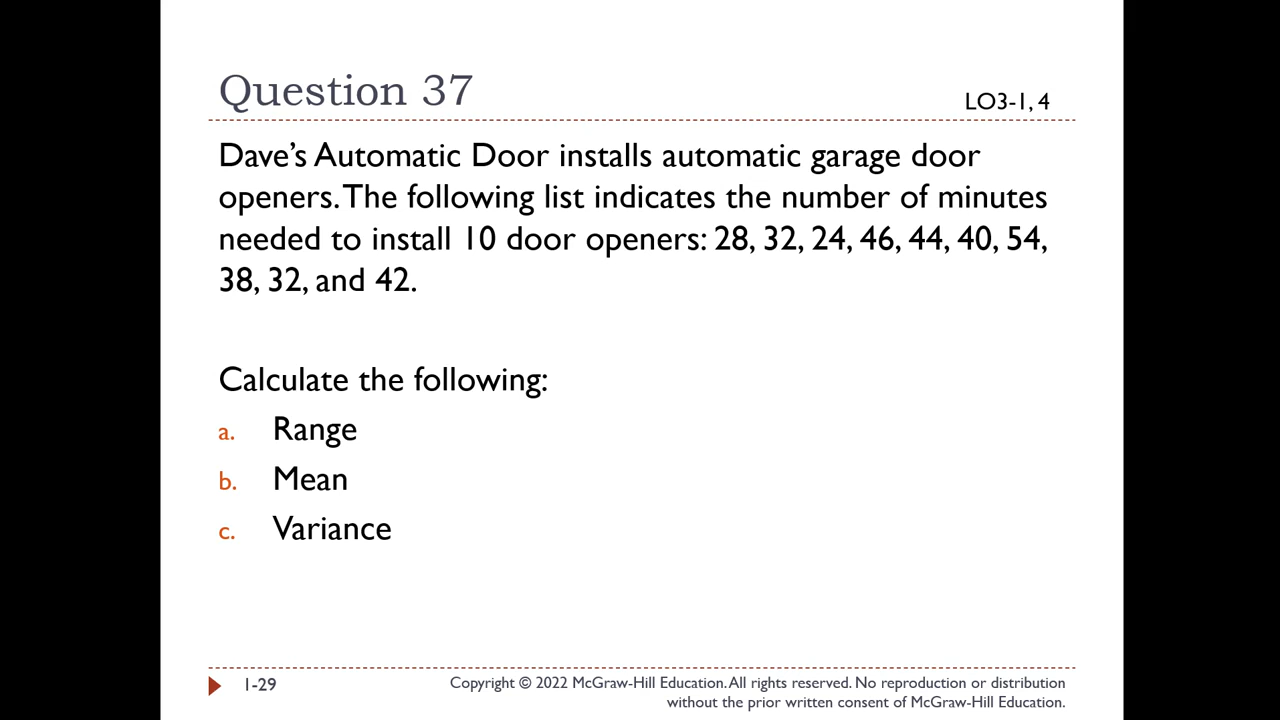 Question 37
LO3-1, 4
Dave’s Automatic Door installs automatic garage door
openers. The following list indicates the number of minutes
needed to install 10 door openers: 28, 32, 24, 46, 44, 40, 54,
38, 32, and 42.
Calculate the following:
a. Range
b. Mean
c. Variance
1-29
Copyright © 2022 McGraw-Hill Education. All rights reserved. No reproduction or distribution
without the prior written consent of McGraw-Hill Education.